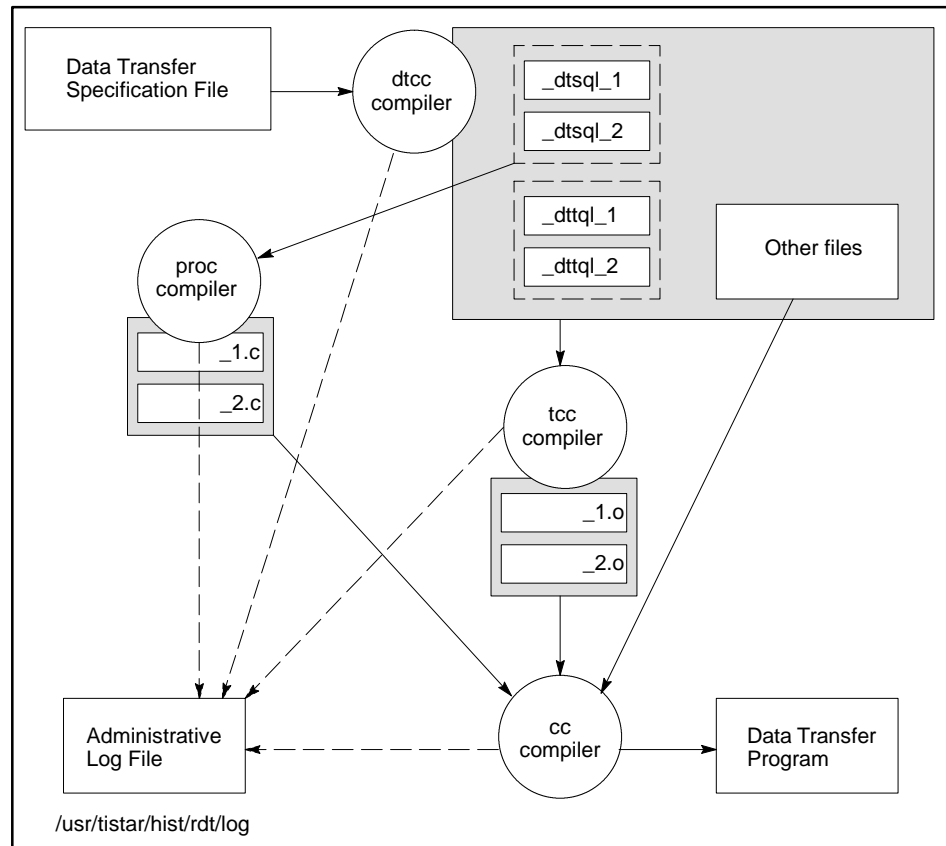 Data Transfer
Specification File
dtcc
compiler
_dtsql_1
_dtsql_2
_dttql_1
_dttql_2
Other files
proc
compiler
_1.c
_2.c
tcc
compiler
_1.o
_2.o
Administrative
Log File
cc
compiler
Data Transfer
Program
/usr/tistar/hist/rdt/log